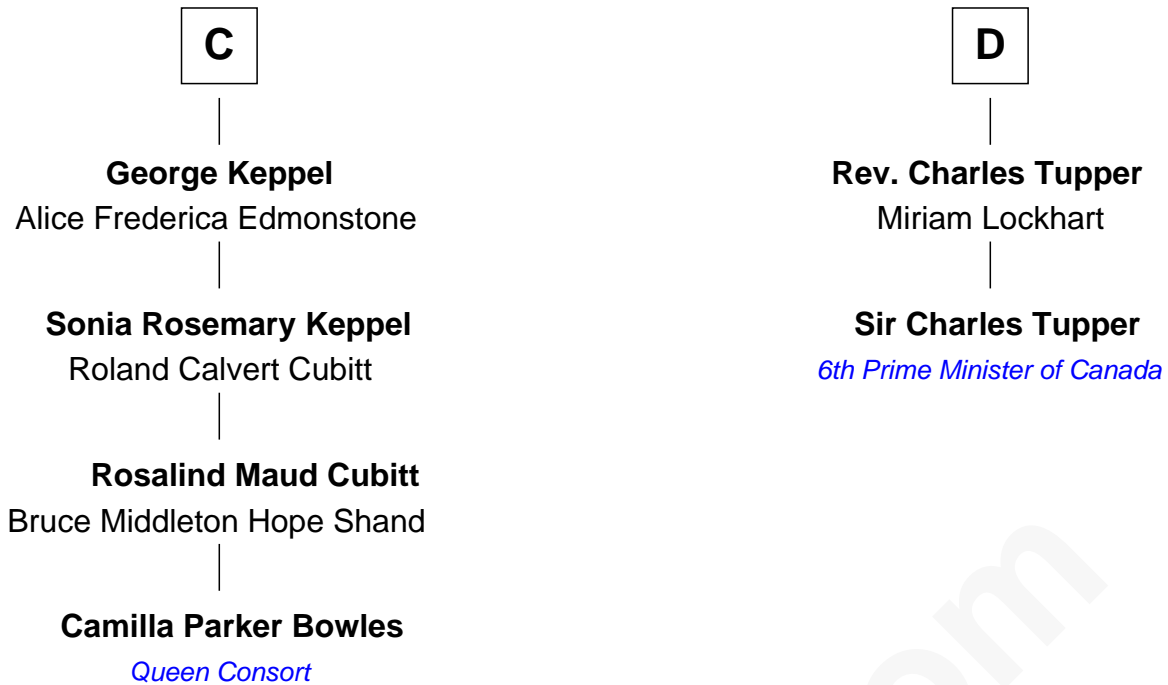 C
George Keppel
Alice Frederica Edmonstone
Sonia Rosemary Keppel
Roland Calvert Cubitt
Rosalind Maud Cubitt
Bruce Middleton Hope Shand
Camilla Parker Bowles
Queen Consort
D
Rev. Charles Tupper
Miriam Lockhart
Sir Charles Tupper
6th Prime Minister of Canada
om